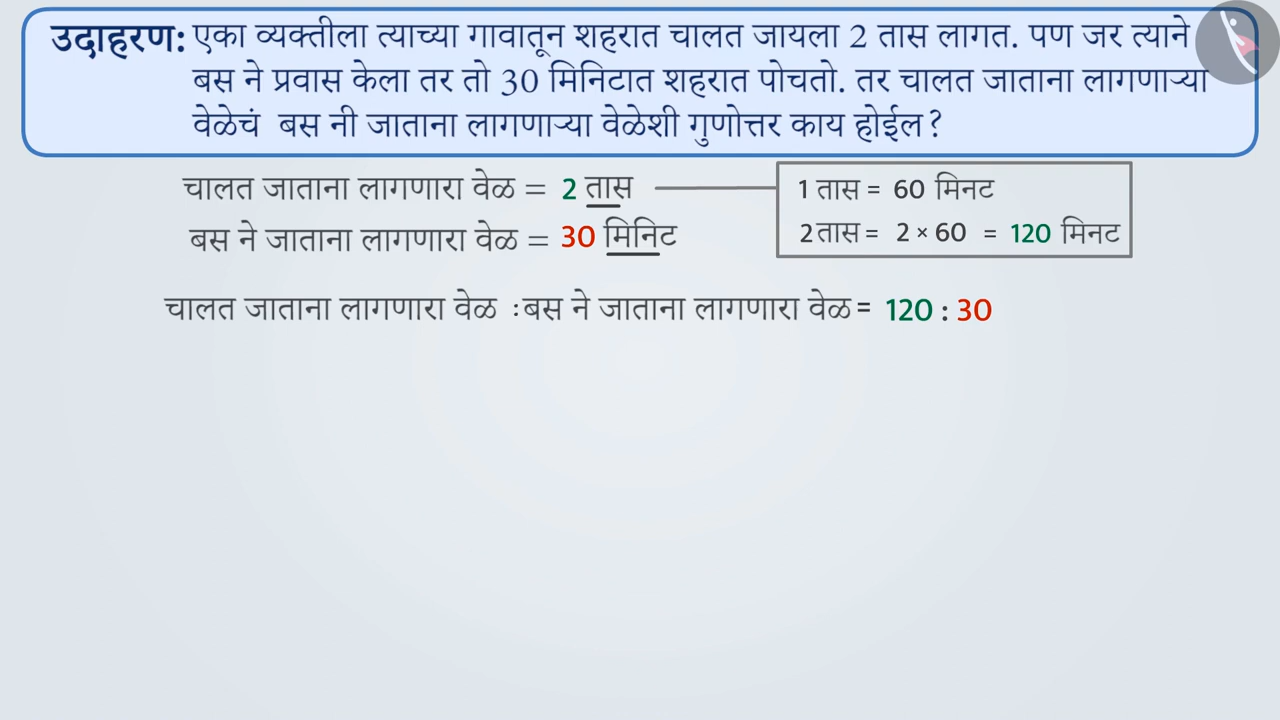 उदाहरण: एका व्यक्तीला त्याच्या गावातून शहरात चालत जायला 2 तास लागत. पण जर त्याने
बस ने प्रवास केला तर तो 30 मिनिटात शहरात पोचतो. तर चालत जाताना लागणाऱ्या
वेळेचं बस नी जाताना लागणाऱ्या वेळेशी गुणोत्तर काय होईल?
चालत जाताना लागणारा वेळ = 2 तास
1 तास = 60 मिनट
2 तास = 2 × 60 = 120 मिनट
बस ने जाताना लागणारा वेळ = 30 मिनिट
चालत जाताना लागणारा वेळ : बस ने जाताना लागणारा वेळ = 120 : 30